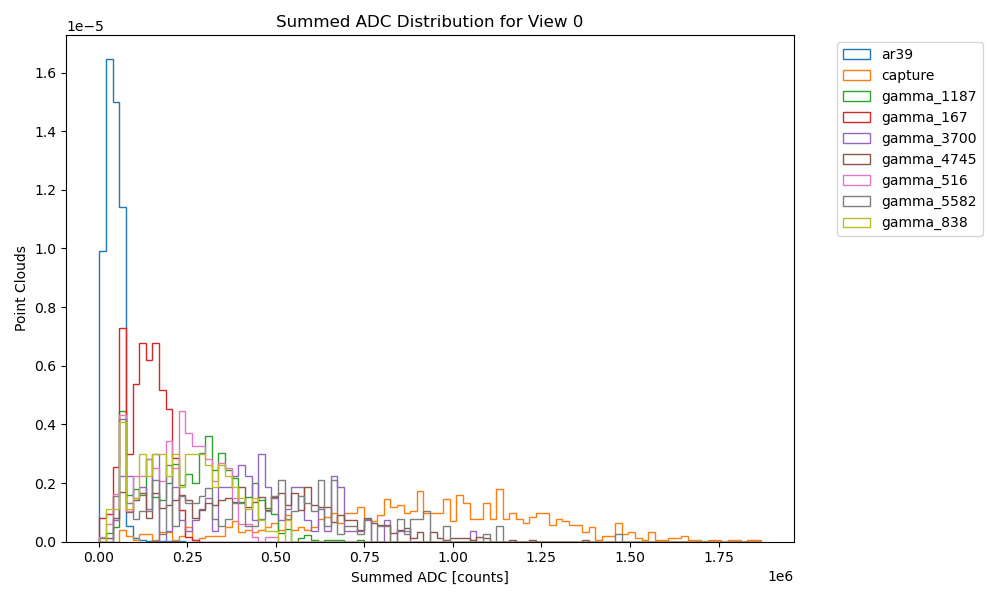 Summed ADC Distribution for View 0
1e−5
1.6
1.4
1.2
1.0
0.8
0.6
0.4
0.2
0.0
Point Clouds
0.00
0.25
0.50
0.75
1.00
1.25
1.50
1.75
1e6
Summed ADC [counts]
ar39
capture
gamma_1187
gamma_167
gamma_3700
gamma_4745
gamma_516
gamma_5582
gamma_838